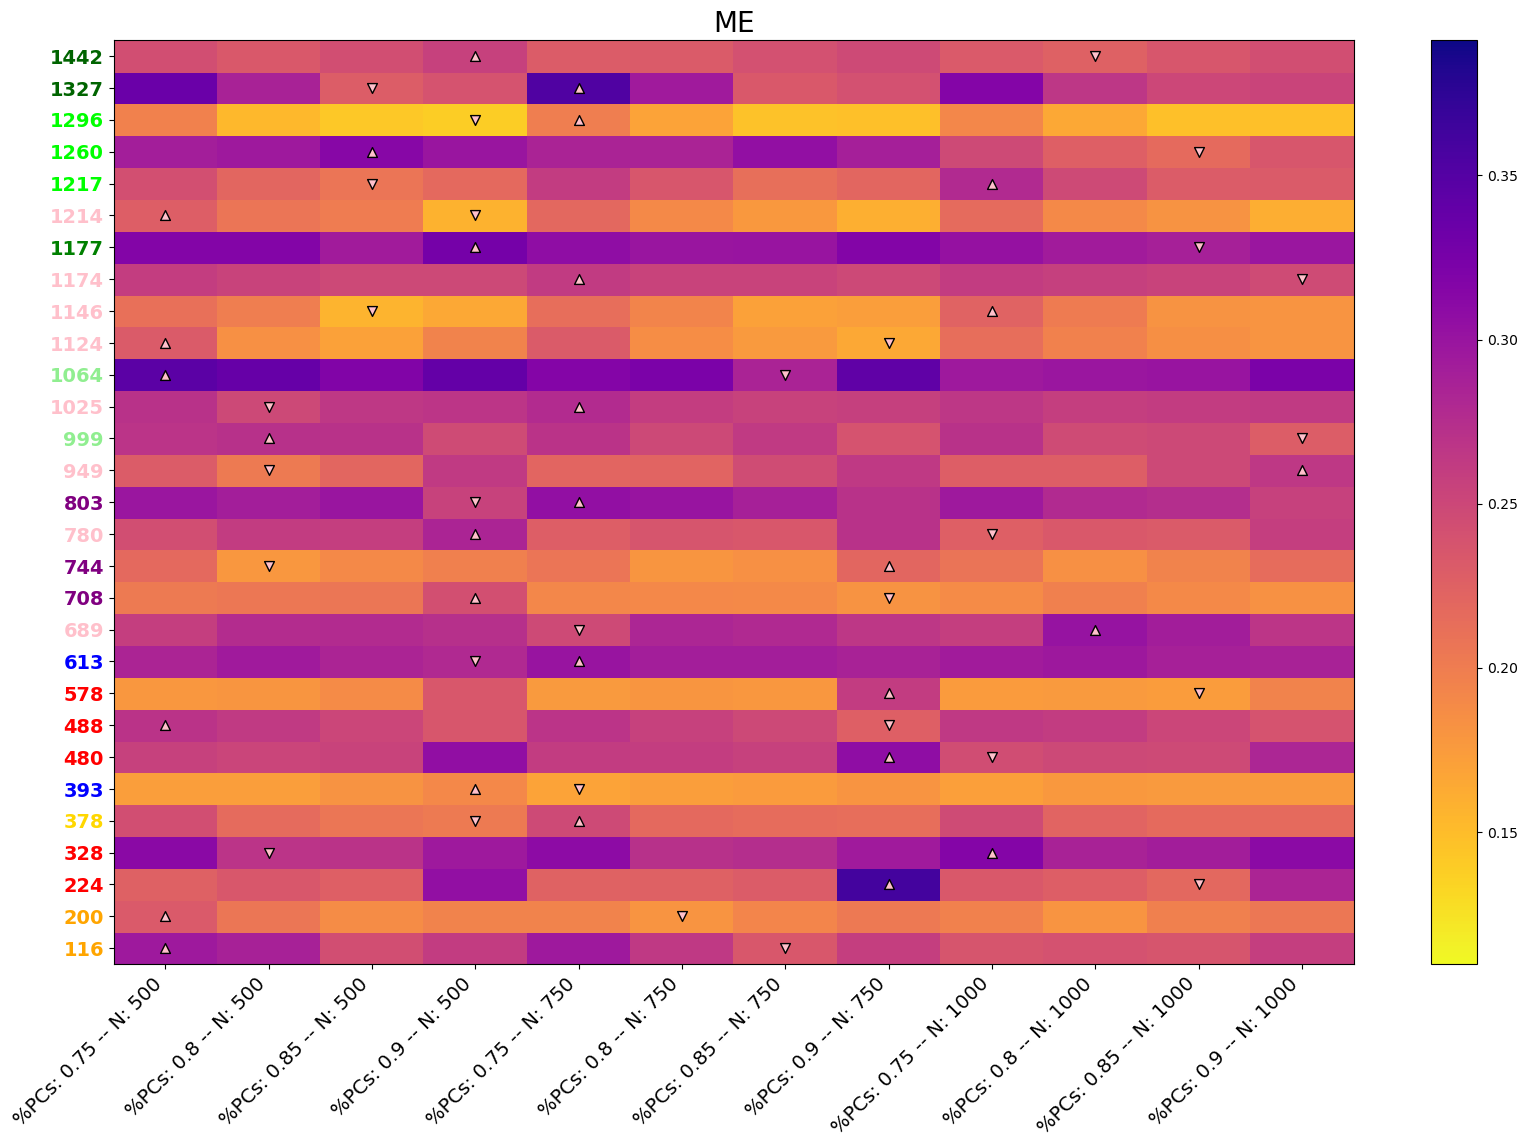 ME
1442
1327
1296
1260
1217
1214
1177
1174
1146
1124
1064
1025
999
949
803
780
744
708
689
613
578
488
480
393
378
328
224
200
116
0.35
0.30
0.25
0.20
0.15
%PCs: 0.75 -- N: 500
%PCs: 0.8 -- N: 500
%PCs: 0.85 -- N: 500
%PCs: 0.9 -- N: 500
%PCs: 0.75 -- N: 750
%PCs: 0.8 -- N: 750
%PCs: 0.85 -- N: 750
%PCs: 0.9 -- N: 750
%PCs: 0.75 -- N: 1000
%PCs: 0.8 -- N: 1000
%PCs: 0.85 -- N: 1000
%PCs: 0.9 -- N: 1000